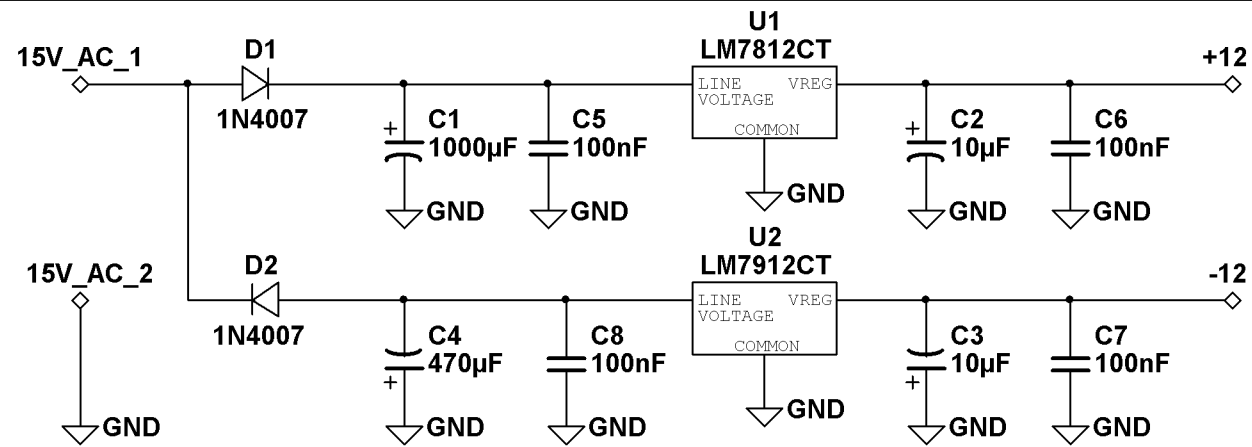 U1
15V_AC_1
D1
LM7812CT
+12
LINE
VREG
VOLTAGE
1N4007
+
C1
1000µF
C5
100nF
COMMON
+
C2
10µF
C6
100nF
GND
GND
GND
GND
GND
U2
15V_AC_2
D2
LM7912CT
-12
LINE
VREG
VOLTAGE
1N4007
C4
470µF
+
C8
100nF
COMMON
C3
10µF
+
C7
100nF
GND
GND
GND
GND
GND
GND